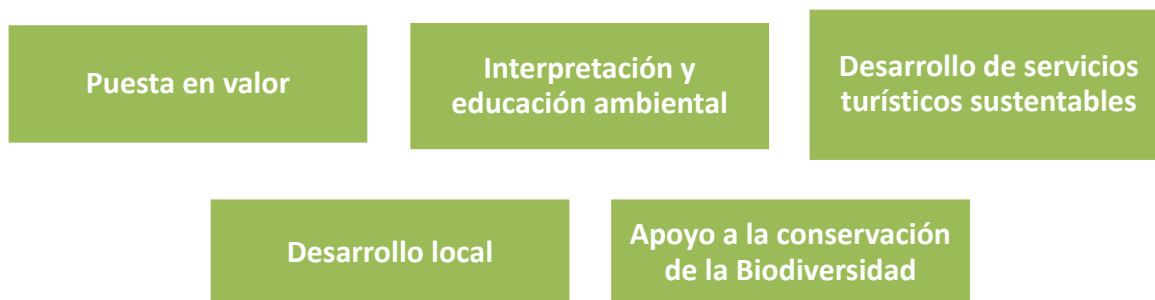 Puesta en valor
Interpretación y
educación ambiental
Desarrollo de servicios
turísticos sustentables
Desarrollo local
Apoyo a la conservación
de la Biodiversidad